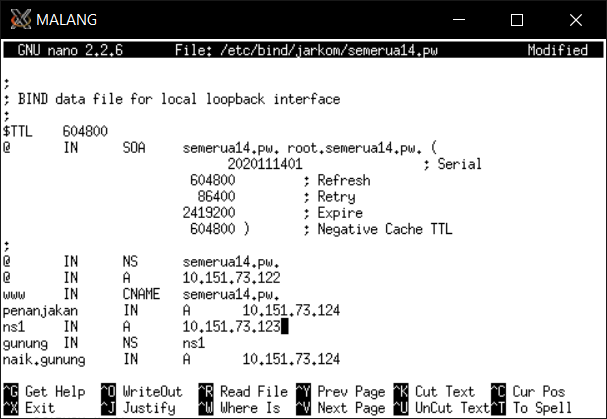 MALANG
GNU nano 2.2.6 File: /etc/bind/jarkom/semerua14.pw Modified
;
; BIND data file for local loopback interface
;
$TTL 604800
@ IN SOA semerua14.pw. root.semerua14.pw. (
2020111401 ; Serial
604800 ; Refresh
86400 ; Retry
2419200 ; Expire
604800 ) ; Negative Cache TTL
;
@ IN NS semerua14.pw.
@ IN A 10.151.73.122
www IN CNAME semerua14.pw.
penanjakan IN A 10.151.73.124
ns1 IN A 10.151.73.123
gunung IN NS ns1
naik.gunung IN A 10.151.73.124
^G Get Help ^O WriteOut ^R Read File ^Y Prev Page ^K Cut Text ^C Cur Pos
^X Exit ^J Justify ^W Where Is ^V Next Page ^U UnCut Text ^T To Spell